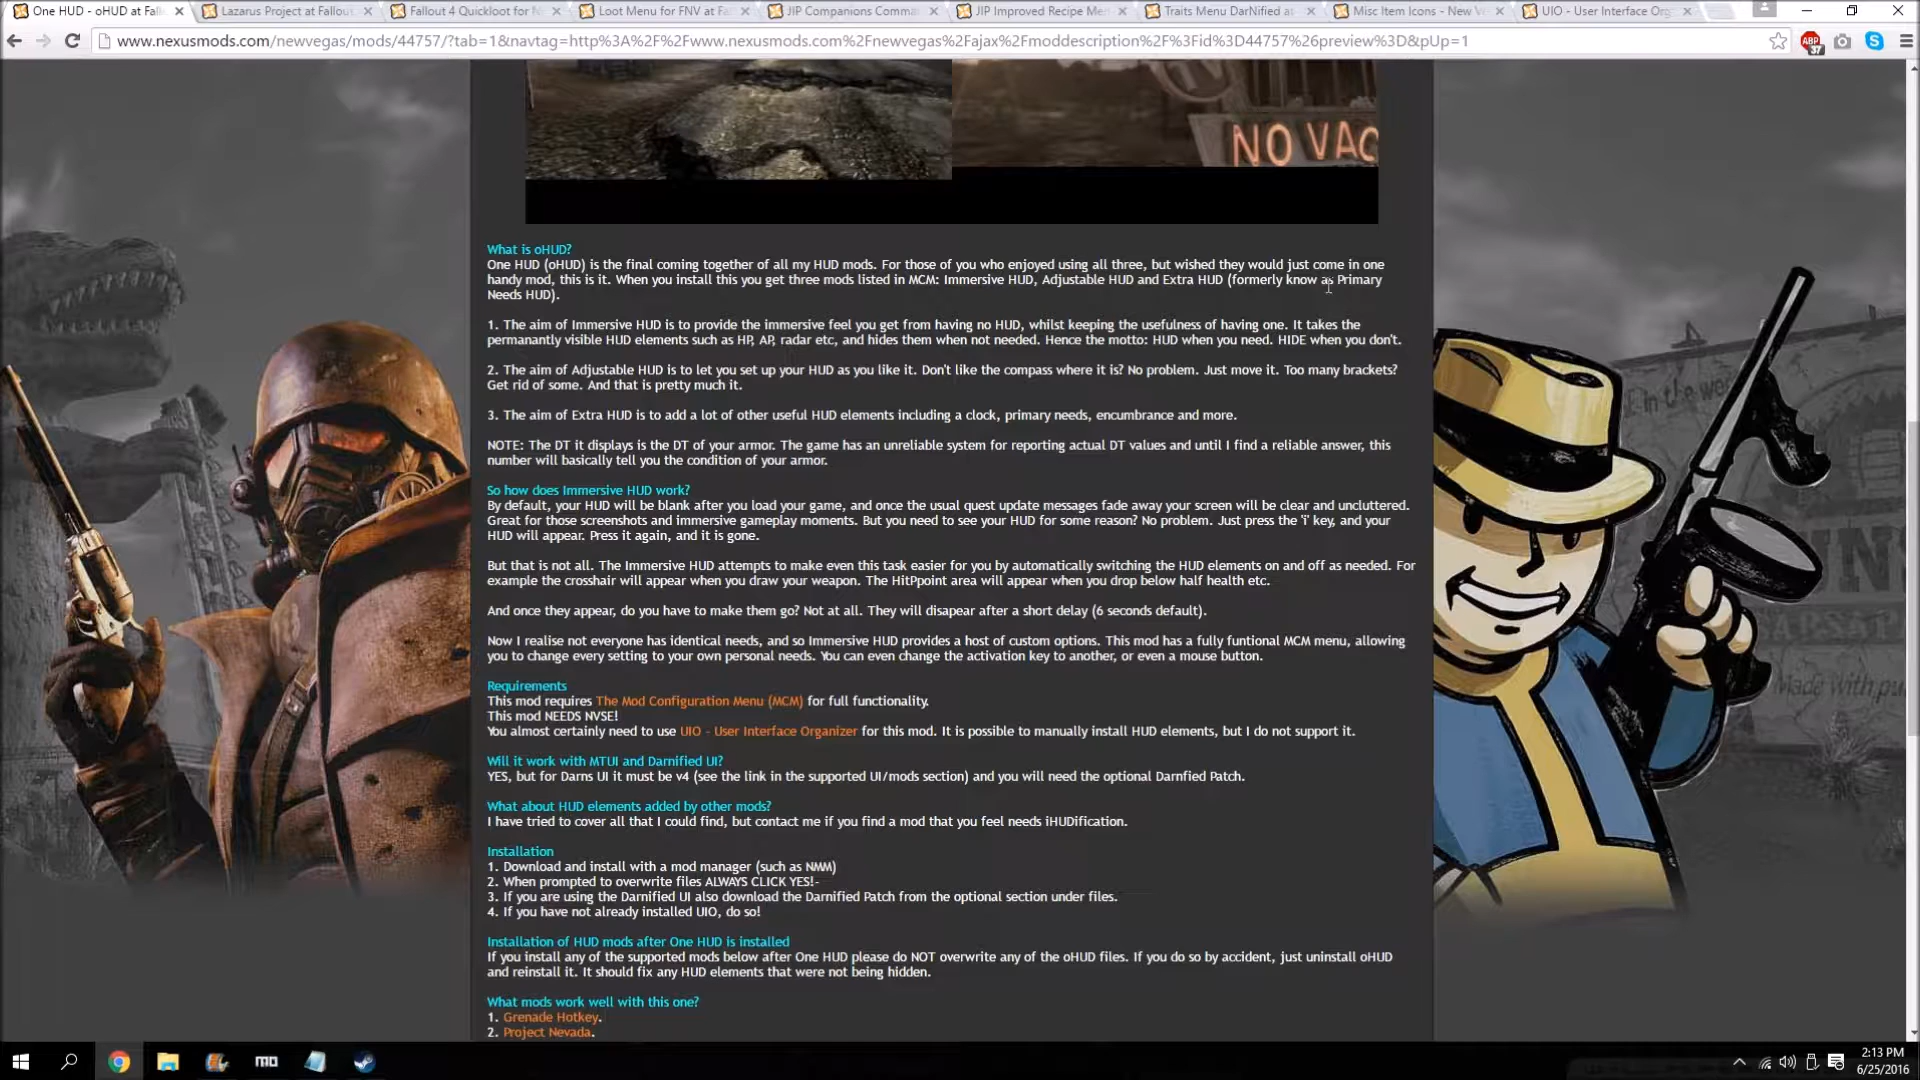 One HUD - oHUD at Fal
Lazarus Project at Fallout
Fallout 4 Quickloot for N
Loot Menu for FNV at Fa
JIP Companions Comma
JIP Improved Recipe Me
Traits Menu DarNified at
Misc Item Icons - New V
UIO - User Interface Org
www.nexusmods.com/newvegas/mods/44757/?tab=1&navtag=http%3A%2F%2Fwww.nexusmods.com%2Fnewvegas%2Fajax%2Fmoddescription%2F%3Fid%3D44757%26preview%3D&pUp=1
ABP
37
NO VAC
What is oHUD?
One HUD (oHUD) is the final coming together of all my HUD mods. For those of you who enjoyed using all three, but wished they would just come in one
handy mod, this is it. When you install this you get three mods listed in MCM: Immersive HUD, Adjustable HUD and Extra HUD (formerly know as Primary
Needs HUD).
1. The aim of Immersive HUD is to provide the immersive feel you get from having no HUD, whilst keeping the usefulness of having one. It takes the
permanantly visible HUD elements such as HP, AP, radar etc, and hides them when not needed. Hence the motto: HUD when you need. HIDE when you don't.
2. The aim of Adjustable HUD is to let you set up your HUD as you like it. Don't like the compass where it is? No problem. Just move it. Too many brackets?
Get rid of some. And that is pretty much it.
3. The aim of Extra HUD is to add a lot of other useful HUD elements including a clock, primary needs, encumbrance and more.
NOTE: The DT it displays is the DT of your armor. The game has an unreliable system for reporting actual DT values and until I find a reliable answer, this
number will basically tell you the condition of your armor.
So how does Immersive HUD work?
By default, your HUD will be blank after you load your game, and once the usual quest update messages fade away your screen will be clear and uncluttered.
Great for those screenshots and immersive gameplay moments. But you need to see your HUD for some reason? No problem. Just press the 'i' key, and your
HUD will appear. Press it again, and it is gone.
But that is not all. The Immersive HUD attempts to make even this task easier for you by automatically switching the HUD elements on and off as needed. For
example the crosshair will appear when you draw your weapon. The HitPpoint area will appear when you drop below half health etc.
And once they appear, do you have to make them go? Not at all. They will disapear after a short delay (6 seconds default).
Now I realise not everyone has identical needs, and so Immersive HUD provides a host of custom options. This mod has a fully funtional MCM menu, allowing
you to change every setting to your own personal needs. You can even change the activation key to another, or even a mouse button.
Requirements
This mod requires The Mod Configuration Menu (MCM) for full functionality.
This mod NEEDS NVSE!
You almost certainly need to use UIO - User Interface Organizer for this mod. It is possible to manually install HUD elements, but I do not support it.
Will it work with MTUI and Darnified UI?
YES, but for Darns UI it must be v4 (see the link in the supported UI/mods section) and you will need the optional Darnfied Patch.
What about HUD elements added by other mods?
I have tried to cover all that I could find, but contact me if you find a mod that you feel needs iHUDification.
Installation
1. Download and install with a mod manager (such as NMM)
2. When prompted to overwrite files ALWAYS CLICK YES!-
3. If you are using the Darnified UI also download the Darnified Patch from the optional section under files.
4. If you have not already installed UIO, do so!
Installation of HUD mods after One HUD is installed
If you install any of the supported mods below after One HUD please do NOT overwrite any of the oHUD files. If you do so by accident, just uninstall oHUD
and reinstall it. It should fix any HUD elements that were not being hidden.
What mods work well with this one?
1. Grenade Hotkey.
2. Project Nevada.
Made with pu
MO
2:13 PM
6/25/2016